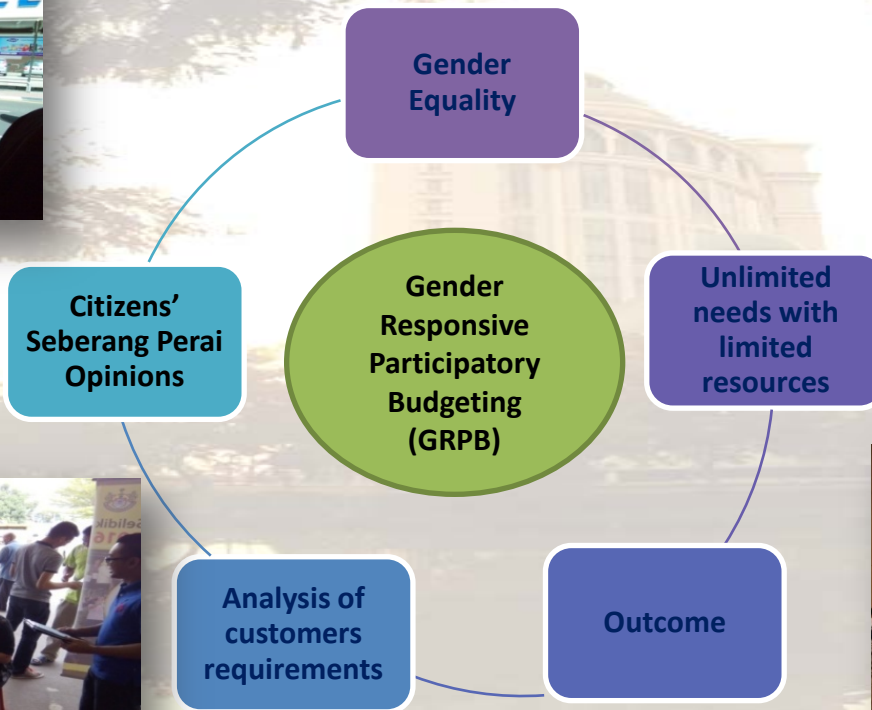 Gender
Equality
Unlimited
needs with
limited
resources
Gender
Responsive
Participatory
Budgeting
(GRPB)
Citizens’
Seberang Perai
Opinions
Analysis of
customers
requirements
Outcome